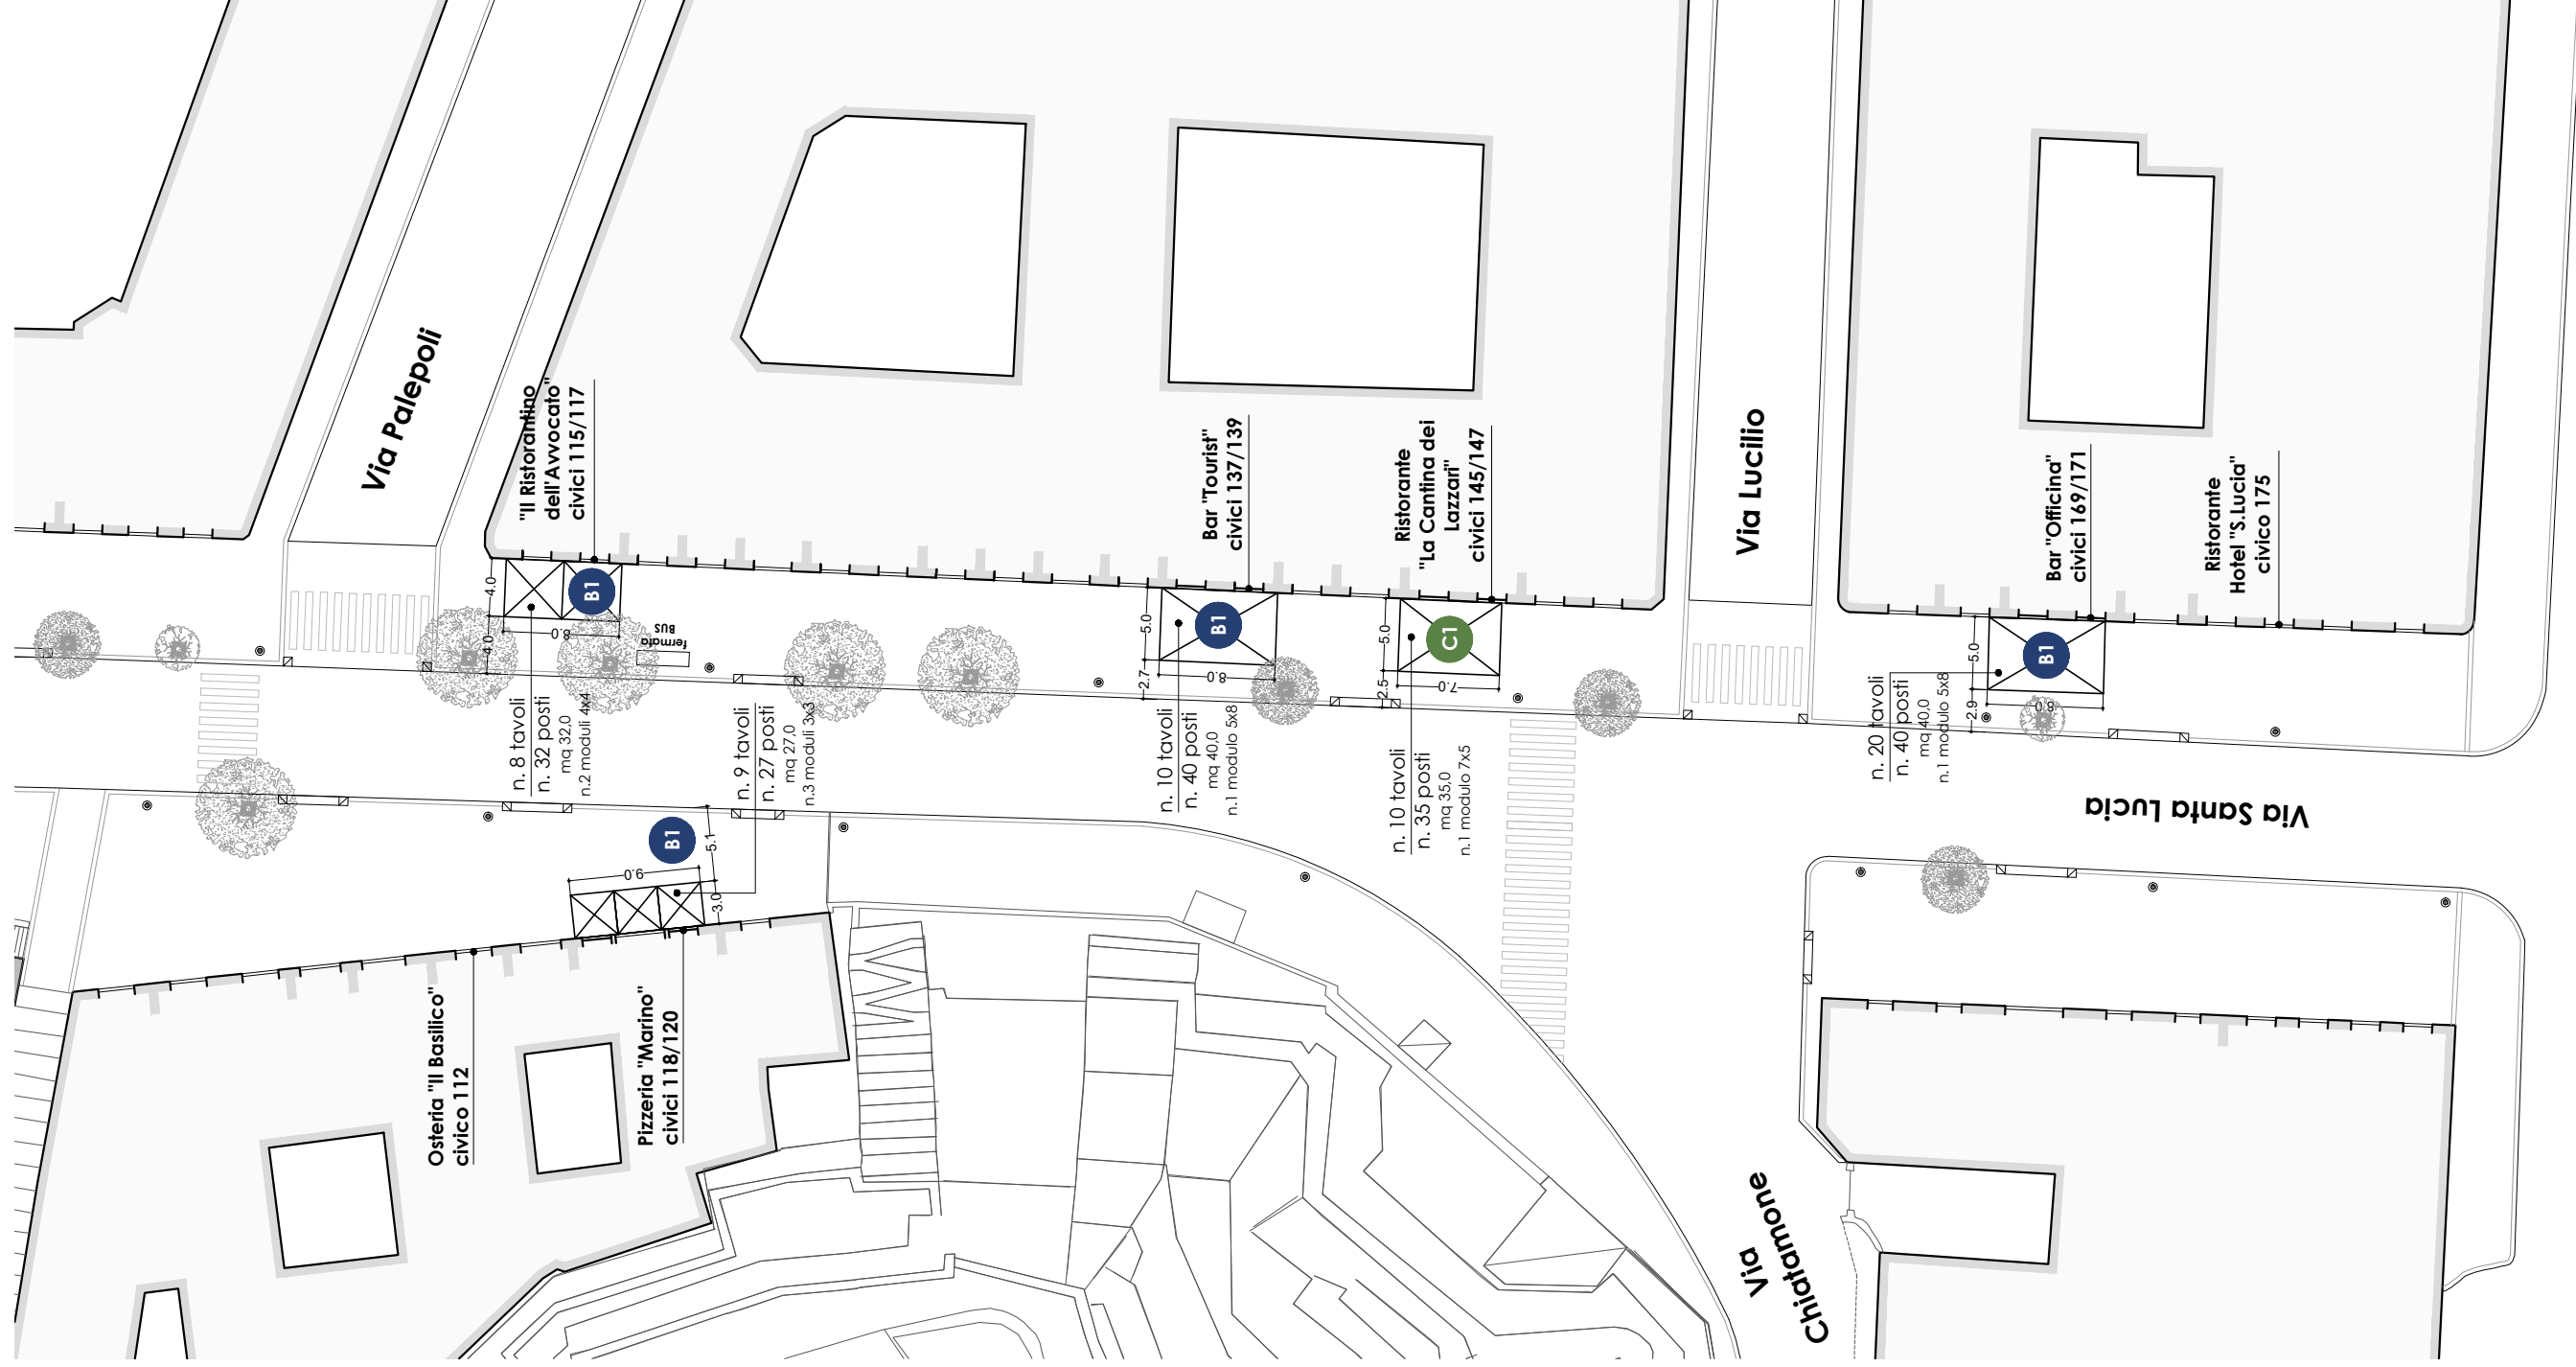 Via Palepoli
"Il Ristorantino
dell'Avvocato"
civici 115/117
Bar "Tourist"
civici 137/139
Ristorante
"La Cantina dei
Lazzari"
civici 145/147
Via Lucilio
Bar "Officina"
civici 169/171
Ristorante
Hotel "S.Lucia"
civico 175
4.0
4.0
8.0
B1
fermata
BUS
n. 8 tavoli
n. 32 posti
mq 32,0
n.2 moduli 4x4
n. 9 tavoli
n. 27 posti
mq 27,0
n.3 moduli 3x3
B1
9.0
5.1
3.0
5.0
2.7
8.0
B1
n. 10 tavoli
n. 40 posti
mq 40,0
n.1 modulo 5x8
5.0
2.5
7.0
C1
n. 10 tavoli
n. 35 posti
mq 35,0
n.1 modulo 7x5
5.0
2.9
8.0
B1
n. 20 tavoli
n. 40 posti
mq 40,0
n.1 modulo 5x8
Via Santa Lucia
Osteria "Il Basilico"
civico 112
Pizzeria "Marino"
civici 118/120
Via
Chiatamone